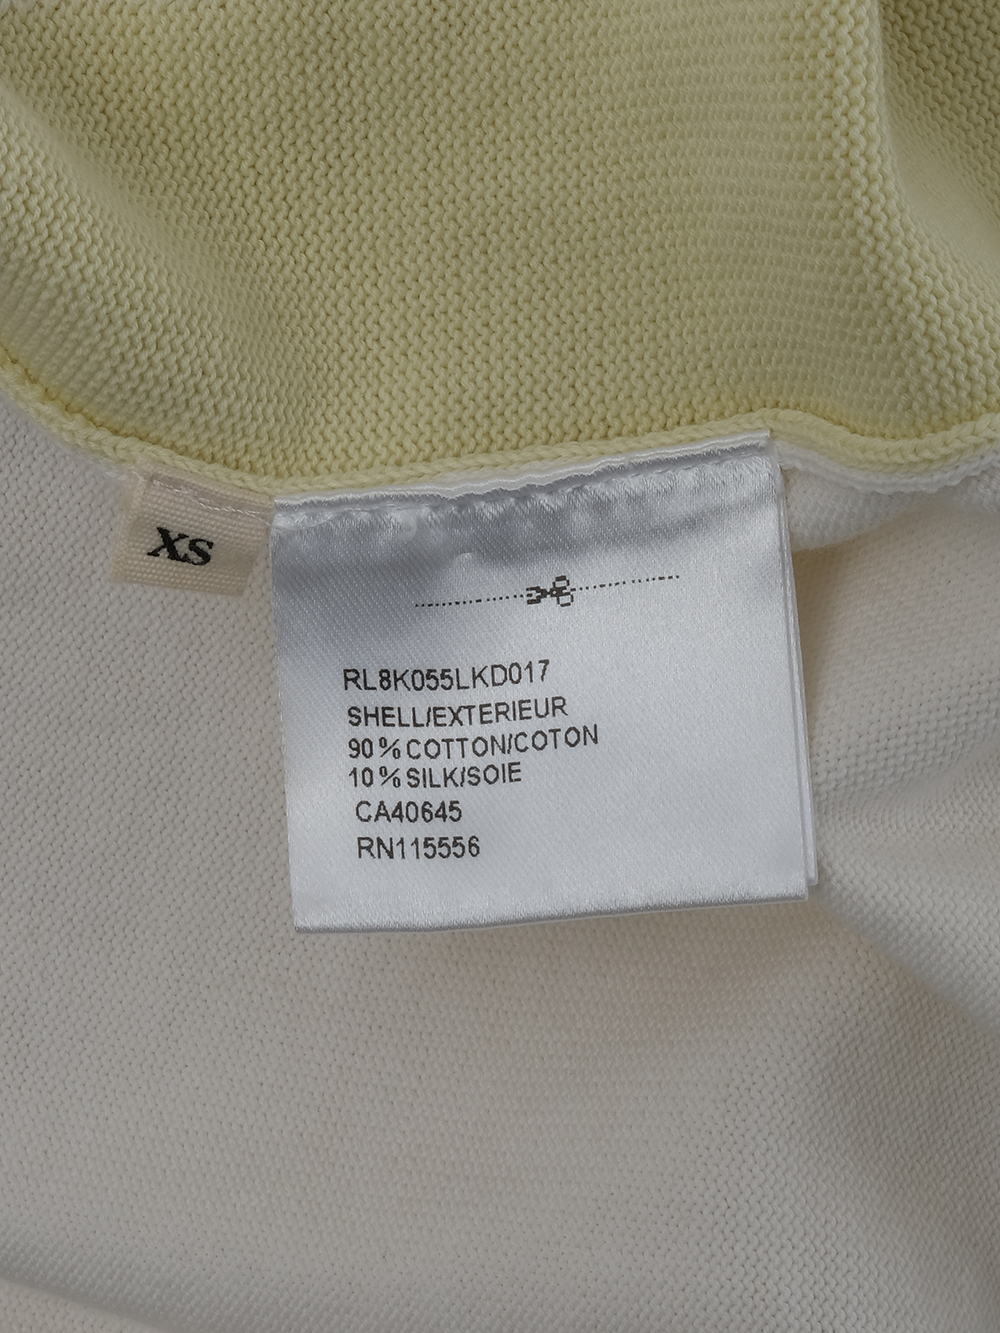 XS
RL8K055LKD017
SHELL/EXTERIEUR
90% COTTON/COTON
10% SILK/SOIE
CA40645
RN115556